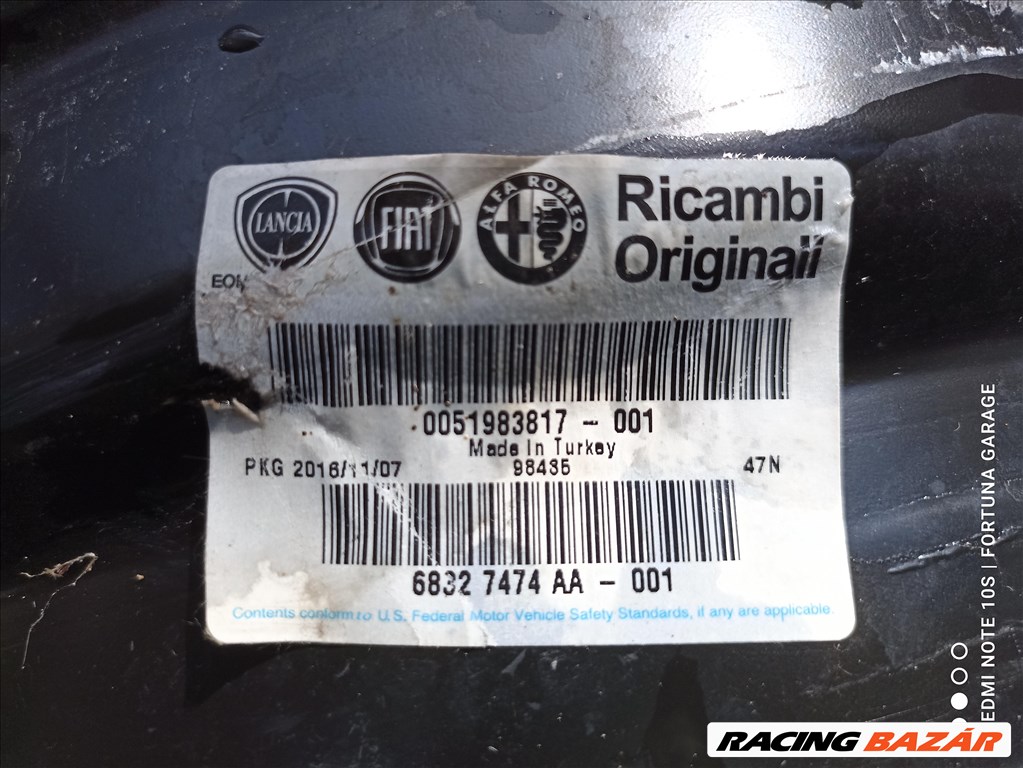 LANCIA
FIAT
ALFA ROMEO
Ricambi
Originali
0051983817 - 001
Made In Turkey
PKG 2016/11/07 98435 47N
6832 7474 AA - 001
Contents conform to U.S. Federal Motor Vehicle Safety Standards, if any are applicable.
EDMI NOTE 10S | FORTUNA GARAGE
RACING BAZÁR